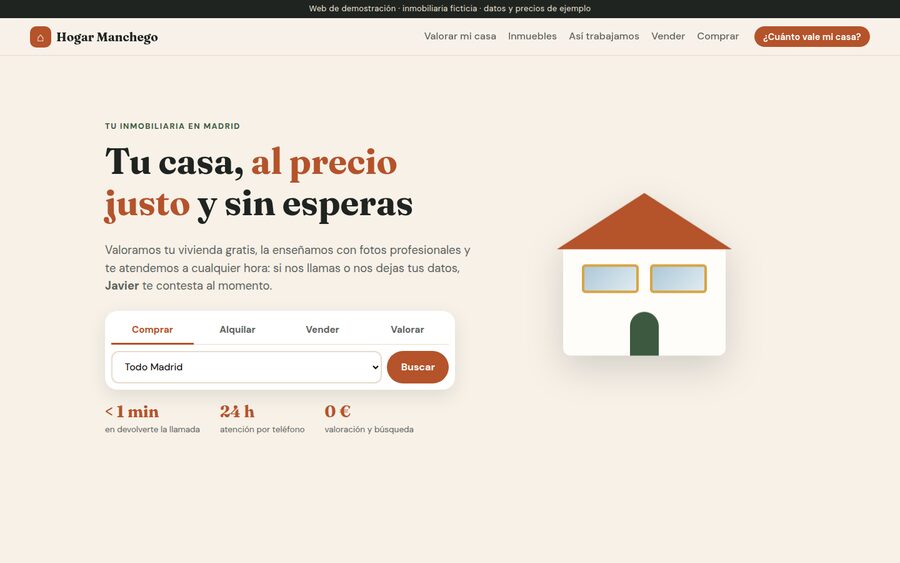 Web de demostración · inmobiliaria ficticia · datos y precios de ejemplo
Hogar Manchego
Valorar mi casa
Inmuebles
Así trabajamos
Vender
Comprar
¿Cuánto vale mi casa?
TU INMOBILIARIA EN MADRID
Tu casa, al precio
justo y sin esperas
Valoramos tu vivienda gratis, la enseñamos con fotos profesionales y
te atendemos a cualquier hora: si nos llamas o nos dejas tus datos,
Javier te contesta al momento.
Comprar
Alquilar
Vender
Valorar
Todo Madrid
Buscar
< 1 min
24 h
0 €
en devolverte la llamada
atención por teléfono
valoración y búsqueda